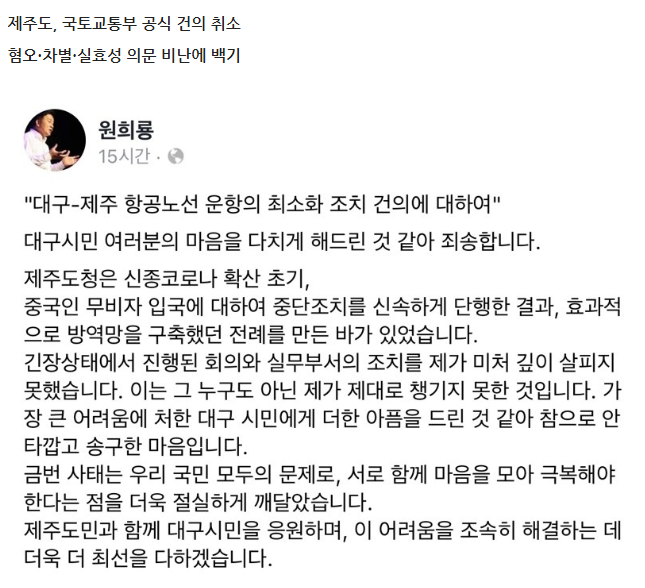 제주도, 국토교통부 공식 건의 취소
혐오·차별·실효성 의문 비난에 백기
원희룡
15시간 ·
"대구-제주 항공노선 운항의 최소화 조치 건의에 대하여"
대구시민 여러분의 마음을 다치게 해드린 것 같아 죄송합니다.
제주도청은 신종코로나 확산 초기,
중국인 무비자 입국에 대하여 중단조치를 신속하게 단행한 결과, 효과적
으로 방역망을 구축했던 전례를 만든 바가 있었습니다.
긴장상태에서 진행된 회의와 실무부서의 조치를 제가 미처 깊이 살피지
못했습니다. 이는 그 누구도 아닌 제가 제대로 챙기지 못한 것입니다. 가
장 큰 어려움에 처한 대구 시민에게 더한 아픔을 드린 것 같아 참으로 안
타깝고 송구한 마음입니다.
금번 사태는 우리 국민 모두의 문제로, 서로 함께 마음을 모아 극복해야
한다는 점을 더욱 절실하게 깨달았습니다.
제주도민과 함께 대구시민을 응원하며, 이 어려움을 조속히 해결하는 데
더욱 더 최선을 다하겠습니다.